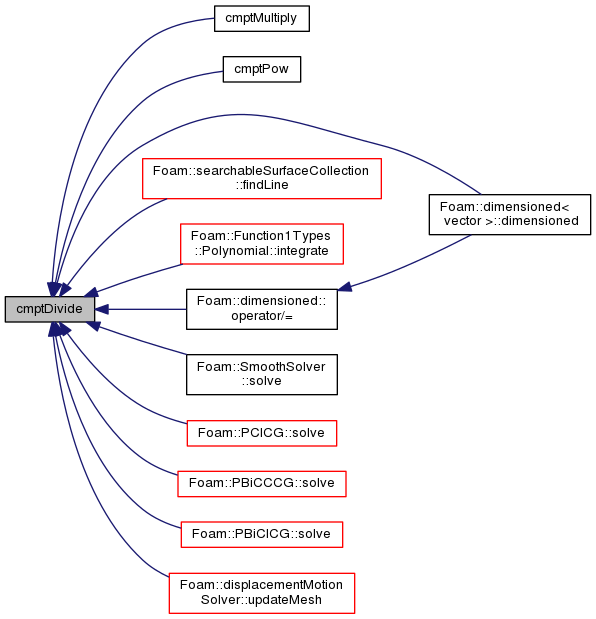 cmptMultiply
cmptPow
Foam::searchableSurfaceCollection
::findLine
Foam::dimensioned<
vector >::dimensioned
Foam::Function1Types
::Polynomial::integrate
cmptDivide
Foam::dimensioned::
operator/=
Foam::SmoothSolver
::solve
Foam::PCICG::solve
Foam::PBiCCCG::solve
Foam::PBiCICG::solve
Foam::displacementMotion
Solver::updateMesh